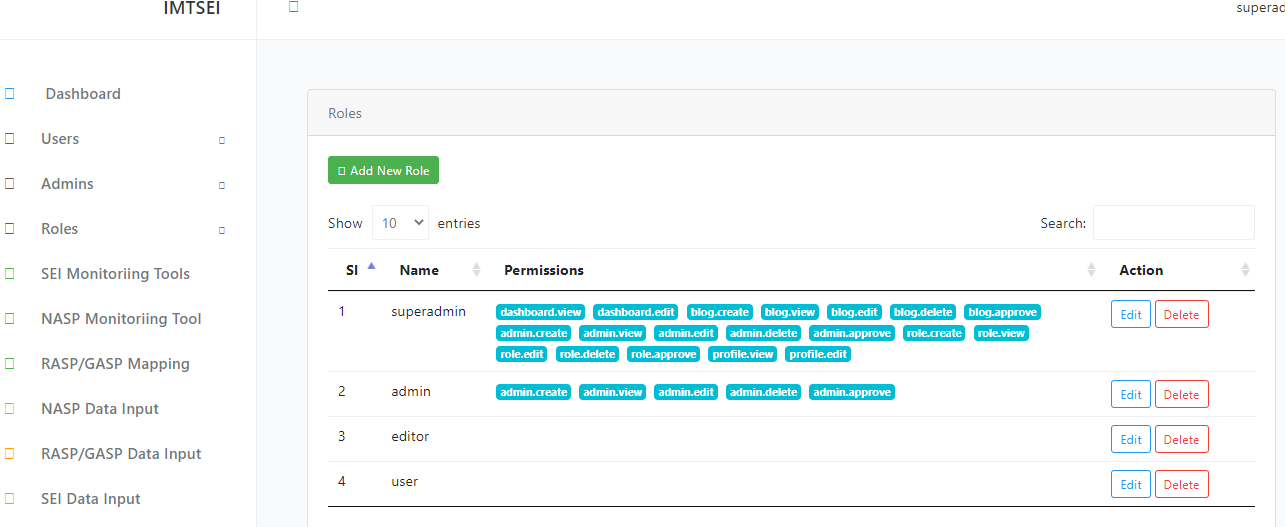 IMTSEI
Dashboard
Users
Admins
Roles
SEI Monitoriing Tools
NASP Monitoriing Tool
RASP/GASP Mapping
NASP Data Input
RASP/GASP Data Input
SEI Data Input
Roles
Add New Role
Show 10 entries
Search:
Sl Name Permissions Action
1 superadmin dashboard.view dashboard.edit blog.create blog.view blog.edit blog.delete blog.approve Edit Delete
admin.create admin.view admin.edit admin.delete admin.approve role.create role.view
role.edit role.delete role.approve profile.view profile.edit
2 admin admin.create admin.view admin.edit admin.delete admin.approve Edit Delete
3 editor Edit Delete
4 user Edit Delete